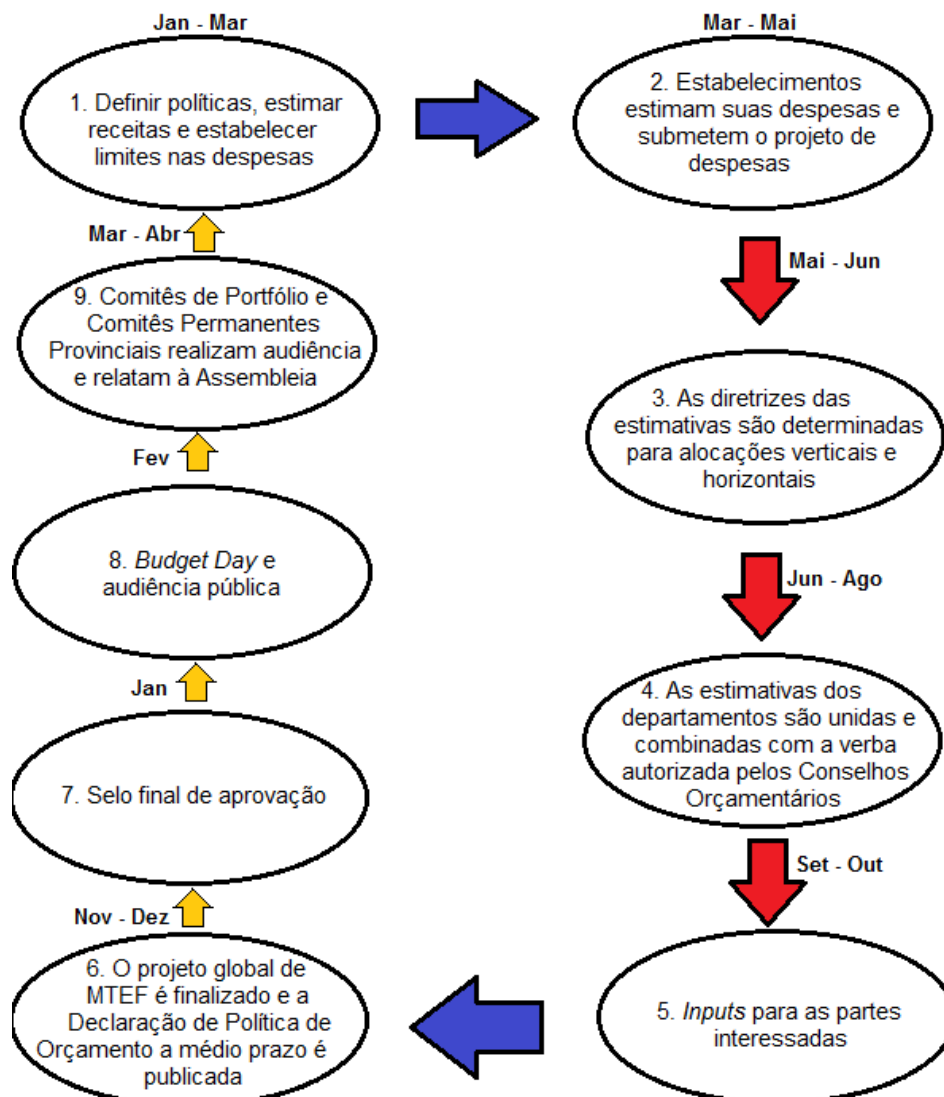 Jan - Mar
1. Definir políticas, estimar
receitas e estabelecer
limites nas despesas
Mar - Mai
2. Estabelecimentos
estimam suas despesas e
submetem o projeto de
despesas
Mai - Jun
3. As diretrizes das
estimativas são determinadas
para alocações verticais e
horizontais
Jun - Ago
4. As estimativas dos
departamentos são unidas e
combinadas com a verba
autorizada pelos Conselhos
Orçamentários
Set - Out
5. Inputs para as partes
interessadas
6. O projeto global de
MTEF é finalizado e a
Declaração de Política de
Orçamento a médio prazo é
publicada
Nov - Dez
7. Selo final de aprovação
Jan
8. Budget Day e
audiência pública
Fev
9. Comitês de Portfólio e
Comitês Permanentes
Provinciais realizam audiência
e relatam à Assembleia
Mar - Abr